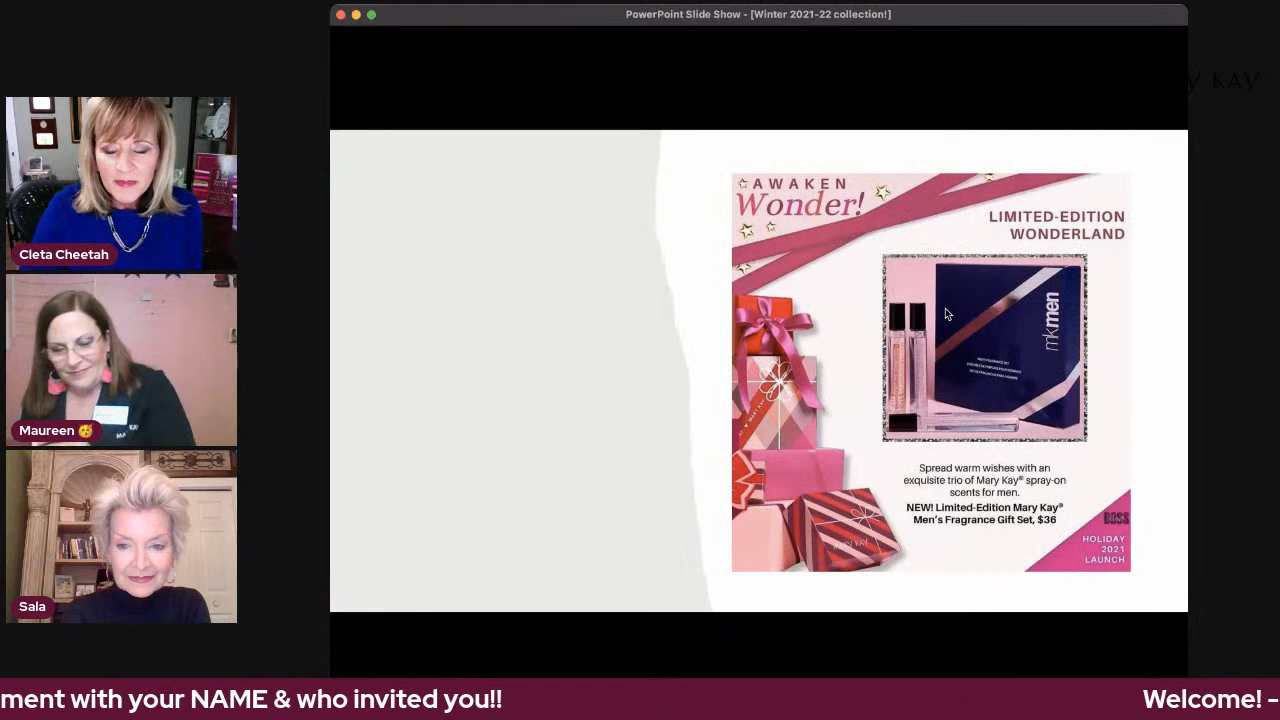 PowerPoint Slide Show - [Winter 2021-22 collection!]
Y KAY
Cleta Cheetah
Maureen 🥳
Sala
AWAKEN
Wonder!
LIMITED-EDITION
WONDERLAND
mkmen
Spread warm wishes with an
exquisite trio of Mary Kay® spray-on
scents for men.
NEW! Limited-Edition Mary Kay®
Men's Fragrance Gift Set, $36
BOSS
HOLIDAY
2021
LAUNCH
ment with your NAME & who invited you!!
Welcome! -